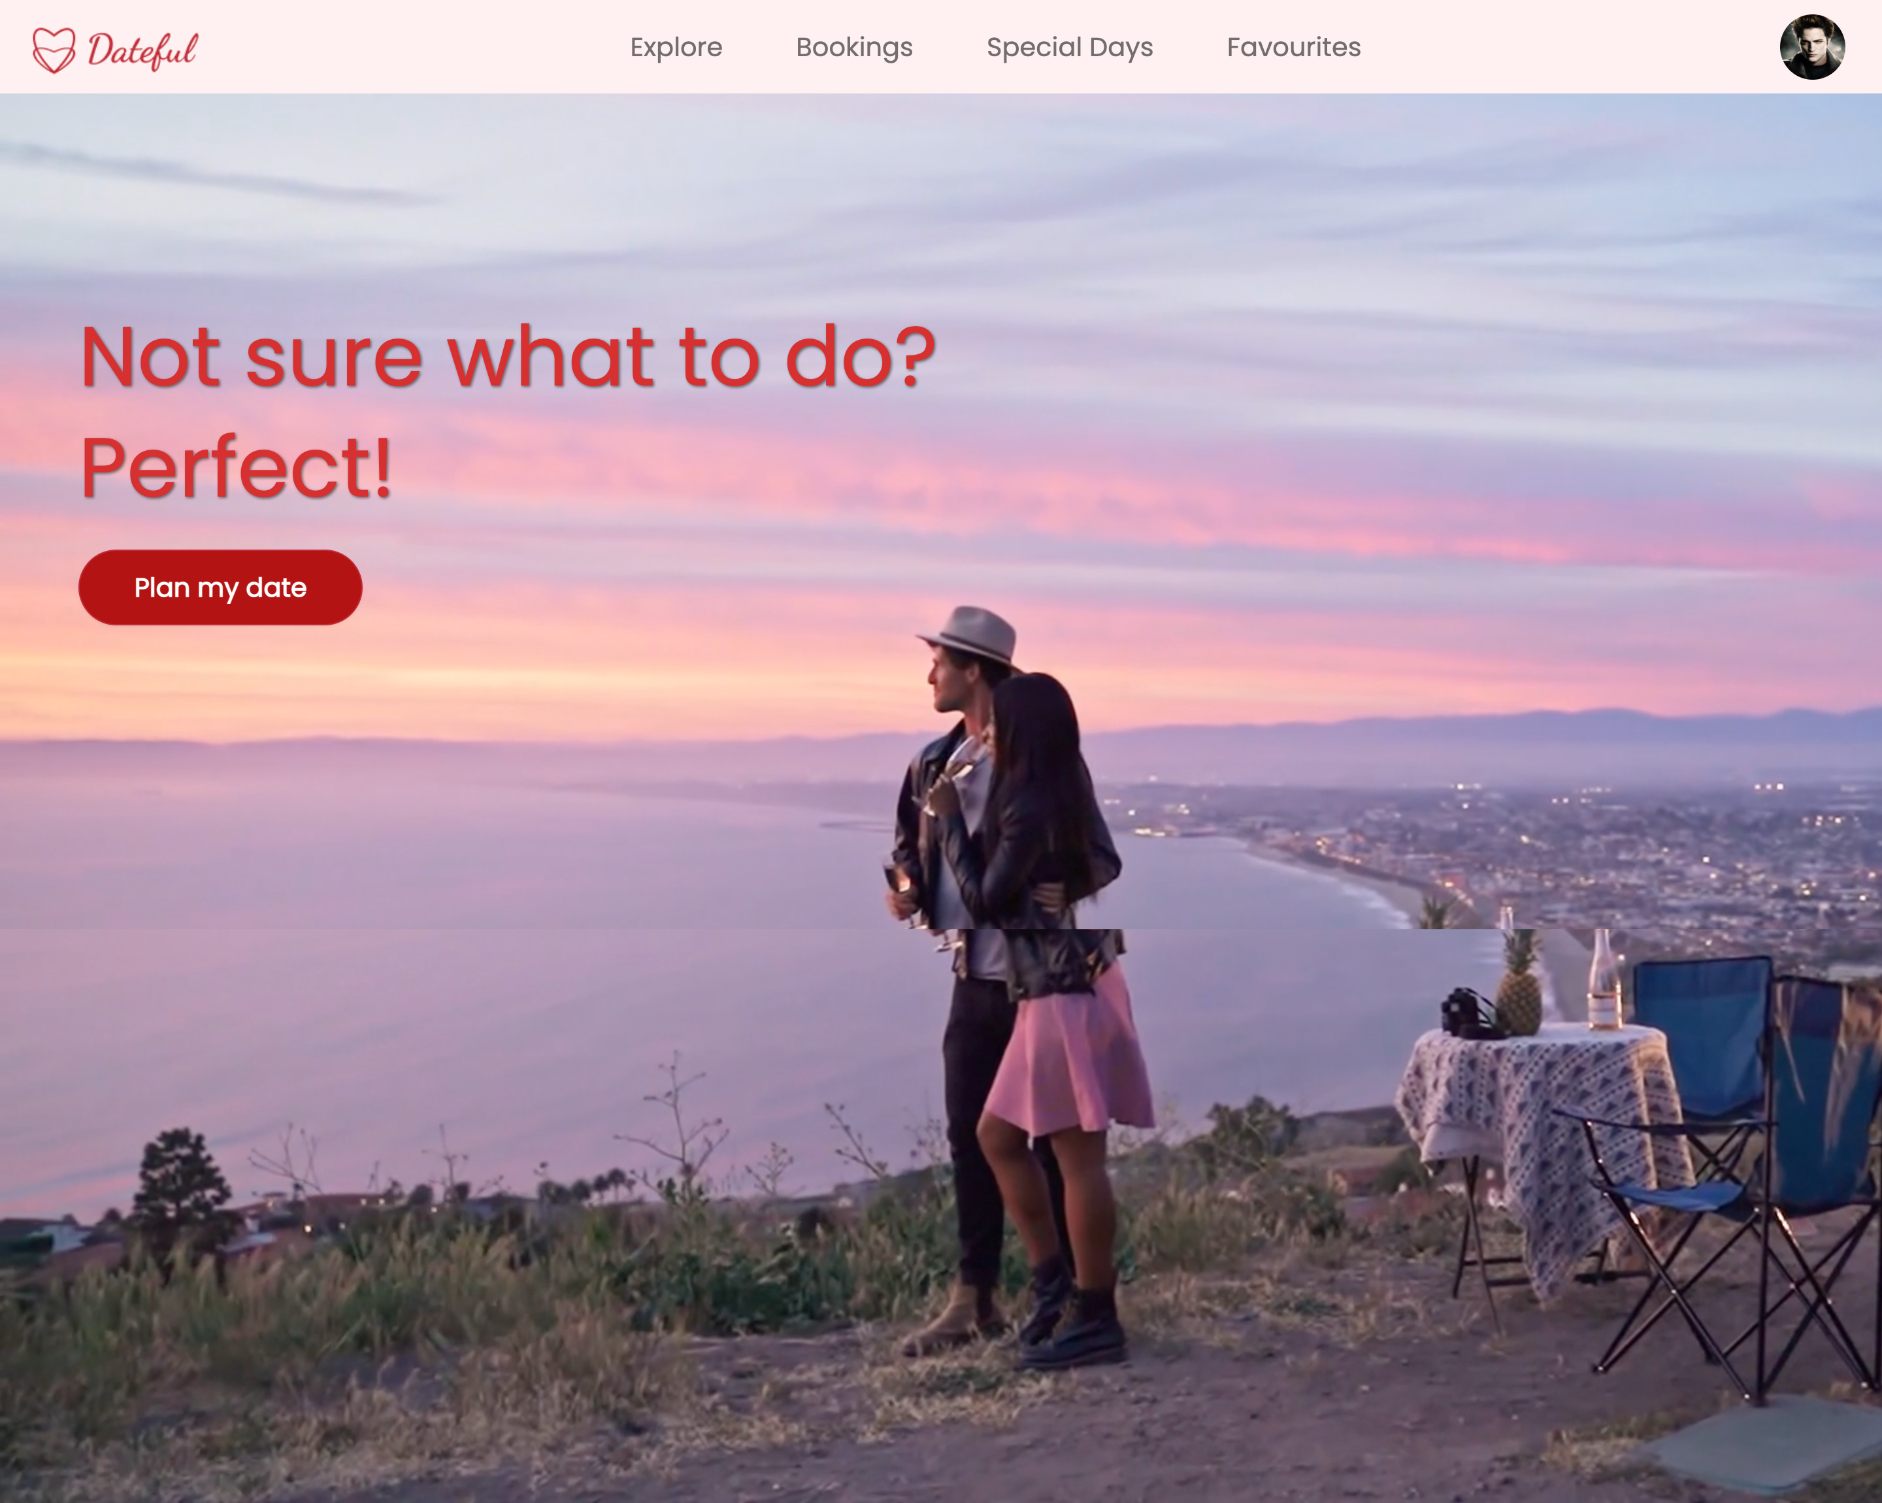 Dateful
Explore Bookings Special Days Favourites
Not sure what to do?
Perfect!
Plan my date